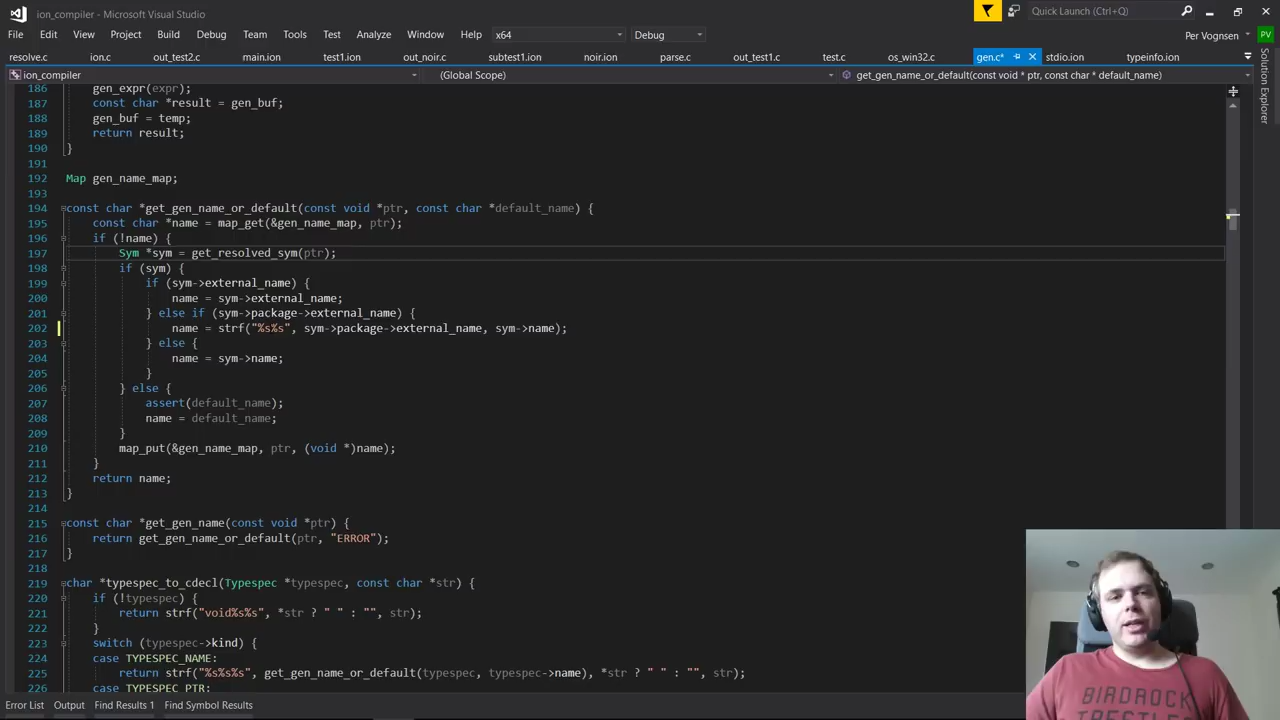 ion_compiler - Microsoft Visual Studio
Quick Launch (Ctrl+Q)
File Edit View Project Build Debug Team Tools Test Analyze Window Help x64 Debug Per Vognsen PV
resolve.c ion.c out_test2.c main.ion test1.ion out_noir.c subtest1.ion noir.ion parse.c out_test1.c test.c os_win32.c gen.c* stdio.ion typeinfo.ion
ion_compiler (Global Scope) get_gen_name_or_default(const void * ptr, const char * default_name)
Solution Explorer
186 gen_expr(expr);
187 const char *result = gen_buf;
188 gen_buf = temp;
189 return result;
190 }
191
192 Map gen_name_map;
193
194 const char *get_gen_name_or_default(const void *ptr, const char *default_name) {
195 const char *name = map_get(&gen_name_map, ptr);
196 if (!name) {
197 Sym *sym = get_resolved_sym(ptr);
198 if (sym) {
199 if (sym->external_name) {
200 name = sym->external_name;
201 } else if (sym->package->external_name) {
202 name = strf("%s%s", sym->package->external_name, sym->name);
203 } else {
204 name = sym->name;
205 }
206 } else {
207 assert(default_name);
208 name = default_name;
209 }
210 map_put(&gen_name_map, ptr, (void *)name);
211 }
212 return name;
213 }
214
215 const char *get_gen_name(const void *ptr) {
216 return get_gen_name_or_default(ptr, "ERROR");
217 }
218
219 char *typespec_to_cdecl(Typespec *typespec, const char *str) {
220 if (!typespec) {
221 return strf("void%s%s", *str ? " " : "", str);
222 }
223 switch (typespec->kind) {
224 case TYPESPEC_NAME:
225 return strf("%s%s%s", get_gen_name_or_default(typespec, typespec->name), *str ? " " : "", str);
226 case TYPESPEC_PTR:
BIRDROCK
Error List Output Find Results 1 Find Symbol Results